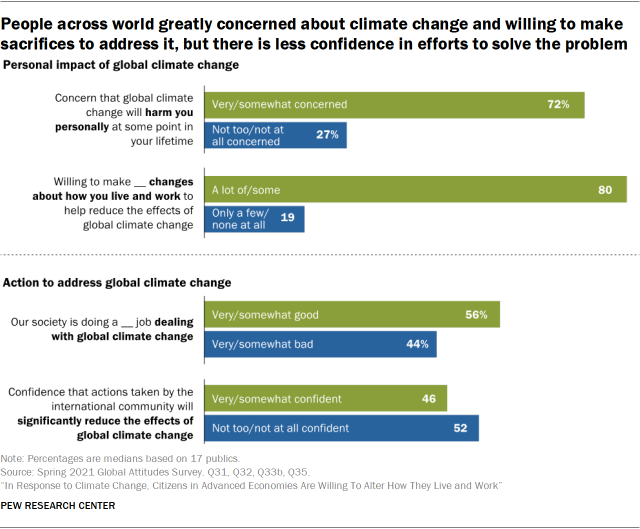 People across world greatly concerned about climate change and willing to make
sacrifices to address it, but there is less confidence in efforts to solve the problem
Personal impact of global climate change
Concern that global climate
change will harm you
personally at some point in
your lifetime
Very/somewhat concerned 72%
Not too/not at
all concerned 27%
Willing to make __ changes
about how you live and work to
help reduce the effects of
global climate change
A lot of/some 80
Only a few/
none at all 19
Action to address global climate change
Our society is doing a __ job dealing
with global climate change
Very/somewhat good 56%
Very/somewhat bad 44%
Confidence that actions taken by the
international community will
significantly reduce the effects of
global climate change
Very/somewhat confident 46
Not too/not at all confident 52
Note: Percentages are medians based on 17 publics.
Source: Spring 2021 Global Attitudes Survey. Q31, Q32, Q33b, Q35.
"In Response to Climate Change, Citizens in Advanced Economies Are Willing To Alter How They Live and Work"
PEW RESEARCH CENTER